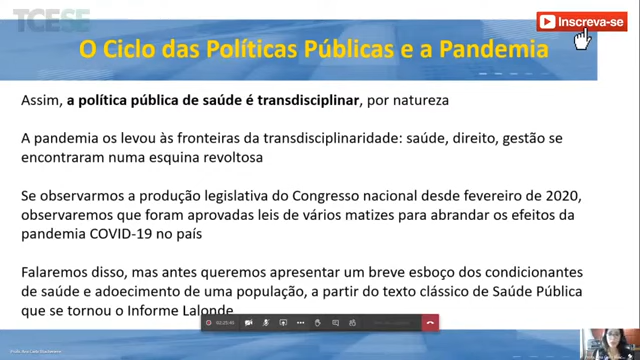 TCESE
Inscreva-se
O Ciclo das Políticas Públicas e a Pandemia
Assim, a política pública de saúde é transdisciplinar, por natureza
A pandemia os levou às fronteiras da transdisciplinaridade: saúde, direito, gestão se
encontraram numa esquina revoltosa
Se observarmos a produção legislativa do Congresso nacional desde fevereiro de 2020,
observaremos que foram aprovadas leis de vários matizes para abrandar os efeitos da
pandemia COVID-19 no país
Falaremos disso, mas antes queremos apresentar um breve esboço dos condicionantes
de saúde e adoecimento de uma população, a partir do texto clássico de Saúde Pública
que se tornou o Informe Lalonde